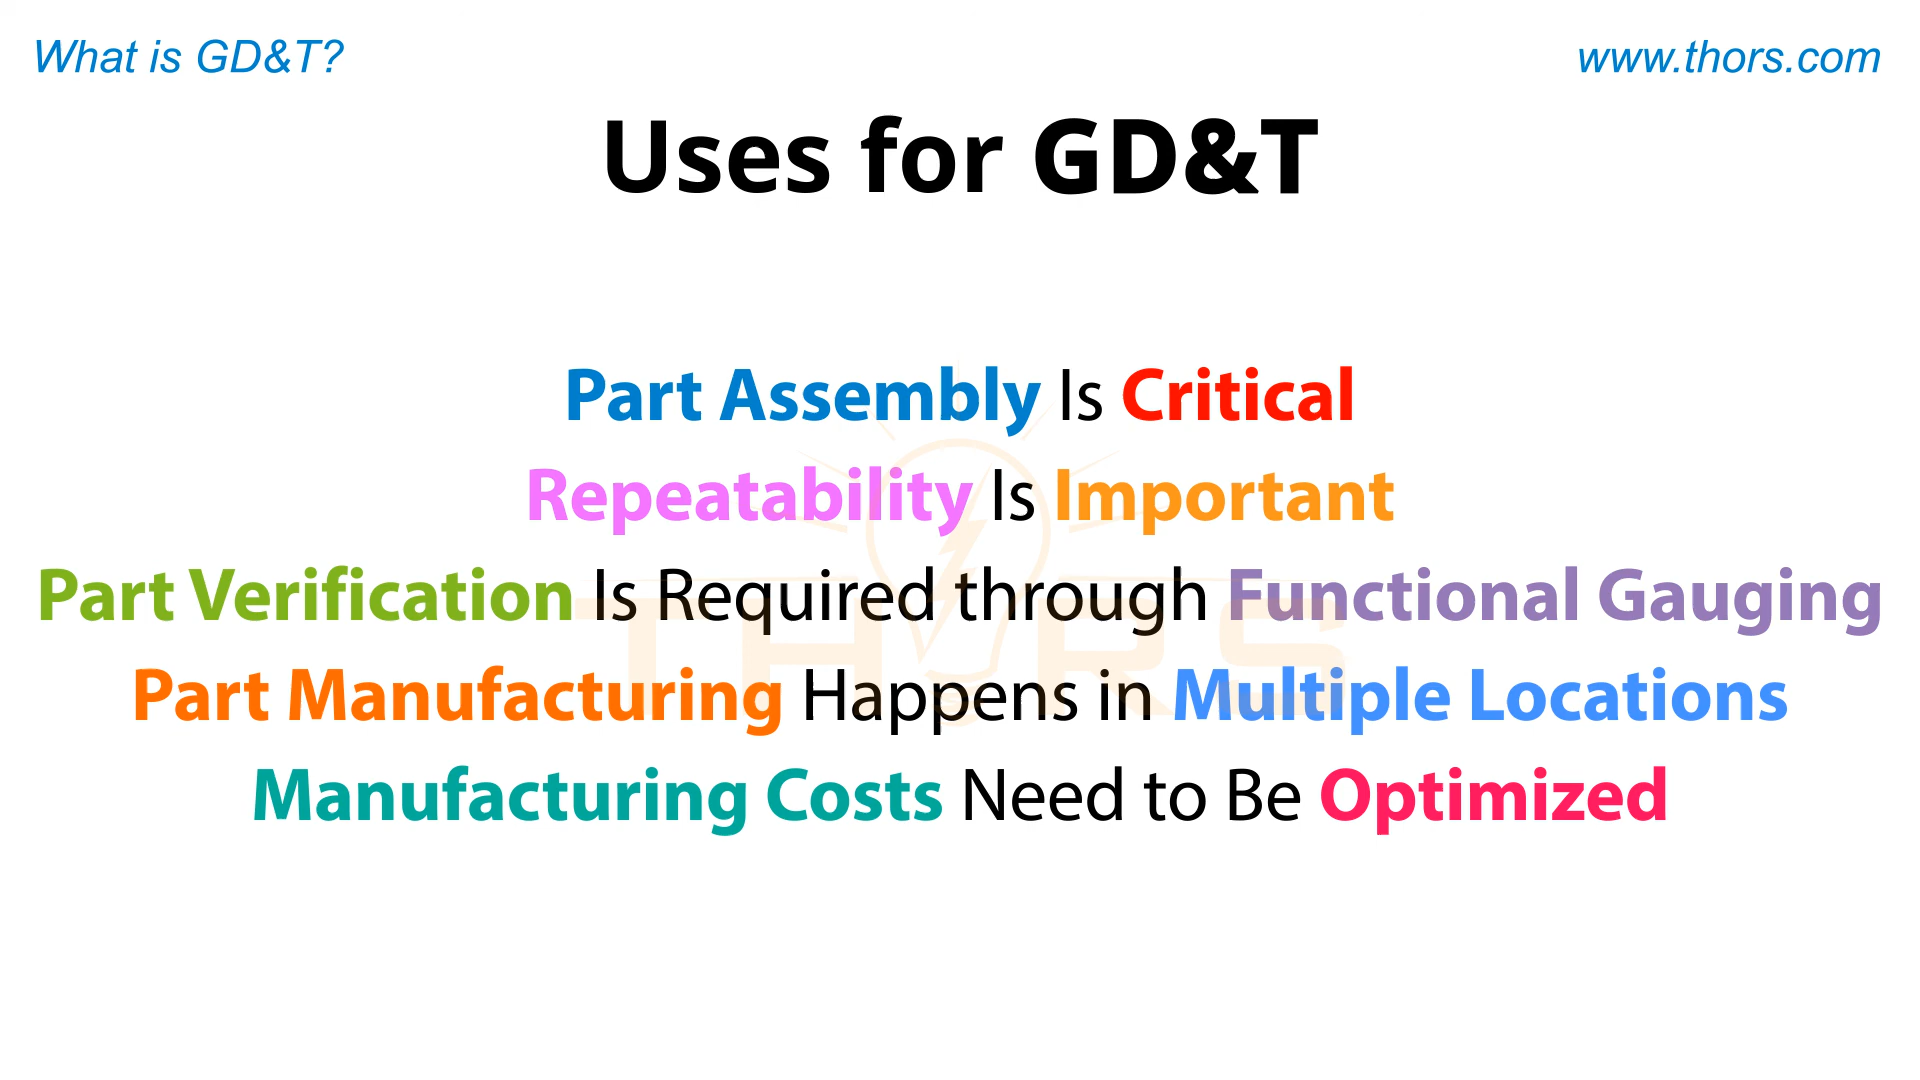 What is GD&T?
www.thors.com
Uses for GD&T
Part Assembly Is Critical
Repeatability Is Important
Part Verification Is Required through Functional Gauging
Part Manufacturing Happens in Multiple Locations
Manufacturing Costs Need to Be Optimized
THORS